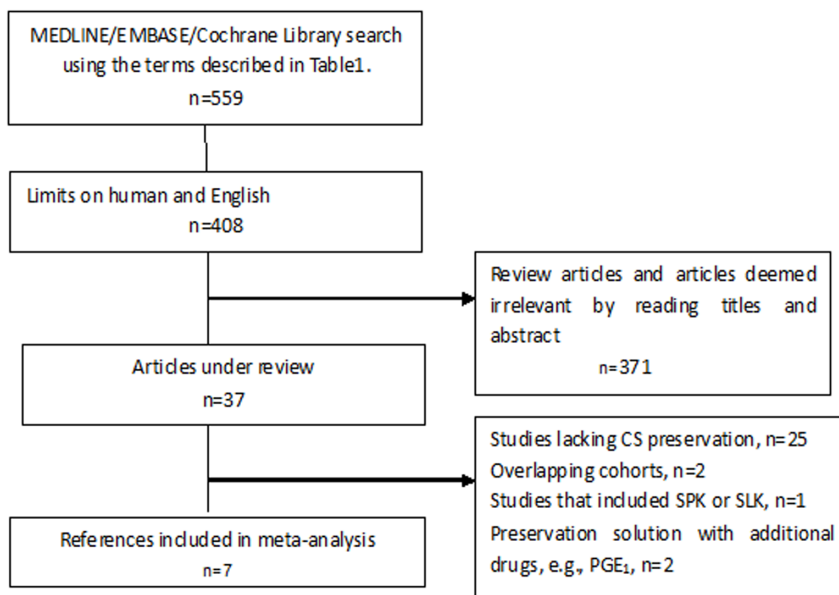 MEDLINE/EMBASE/Cochrane Library search
using the terms described in Table1.
n=559
Limits on human and English
n=408
Review articles and articles deemed
irrelevant by reading titles and
abstract
n=371
Articles under review
n=37
Studies lacking CS preservation, n=25
Overlapping cohorts, n=2
Studies that included SPK or SLK, n=1
Preservation solution with additional
drugs, e.g., PGE₁, n=2
References included in meta-analysis
n=7